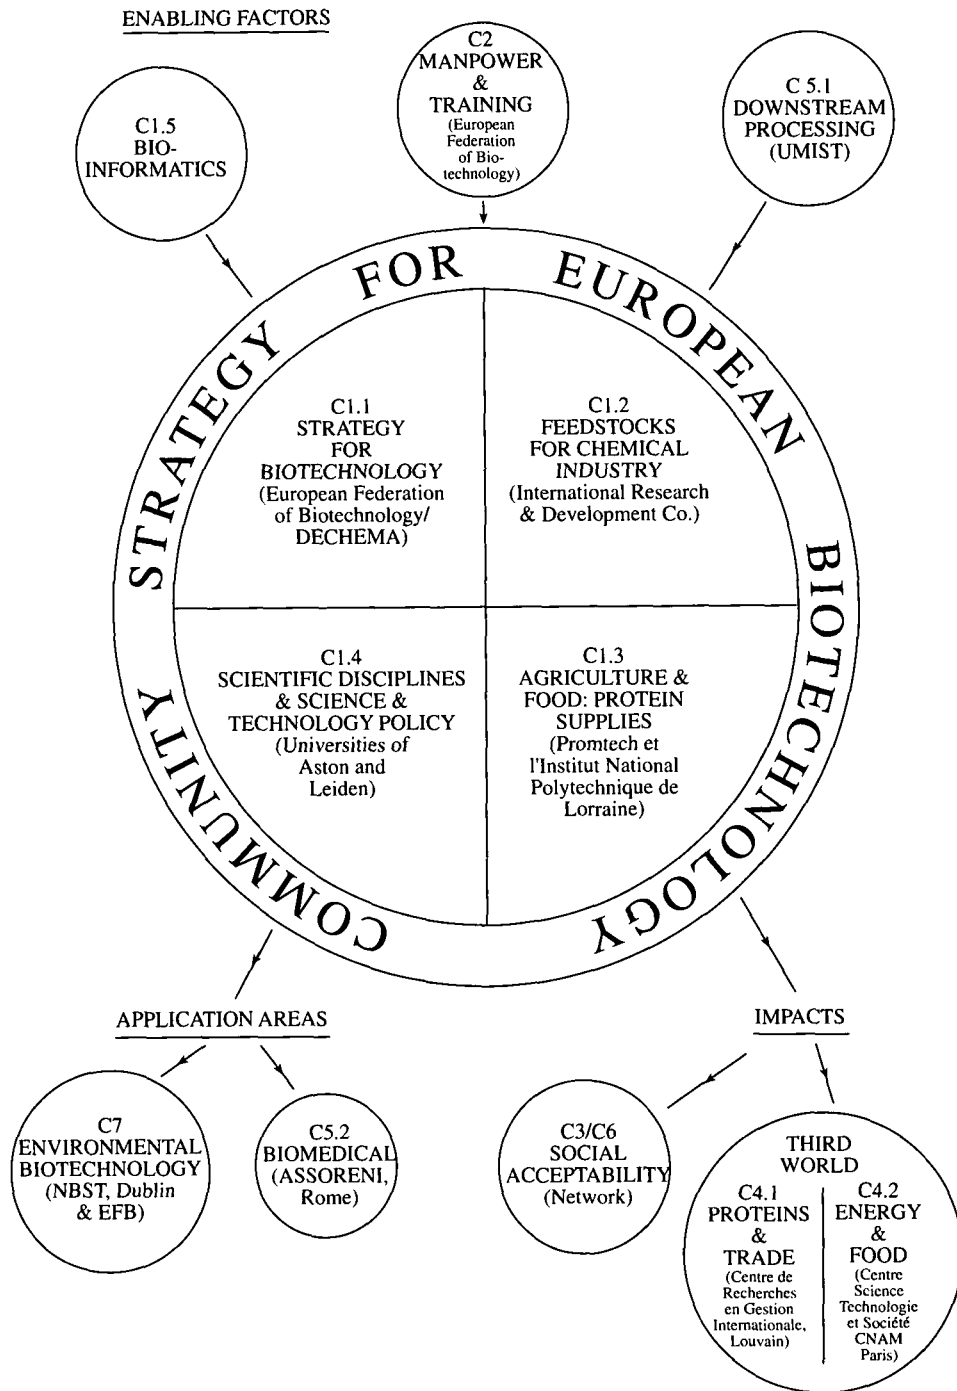 ENABLING FACTORS
C1.5
BIO-
INFORMATICS
C2
MANPOWER
&
TRAINING
(European
Federation
of Bio-
technology)
C 5.1
DOWNSTREAM
PROCESSING
(UMIST)
COMMUNITY STRATEGY FOR EUROPEAN BIOTECHNOLOGY
C1.1
STRATEGY
FOR
BIOTECHNOLOGY
(European Federation
of Biotechnology/
DECHEMA)
C1.2
FEEDSTOCKS
FOR CHEMICAL
INDUSTRY
(International Research
& Development Co.)
C1.4
SCIENTIFIC DISCIPLINES
& SCIENCE &
TECHNOLOGY POLICY
(Universities of
Aston and
Leiden)
C1.3
AGRICULTURE &
FOOD: PROTEIN
SUPPLIES
(Promtech et
l'Institut National
Polytechnique de
Lorraine)
APPLICATION AREAS
IMPACTS
C7
ENVIRONMENTAL
BIOTECHNOLOGY
(NBST, Dublin
& EFB)
C5.2
BIOMEDICAL
(ASSORENI,
Rome)
C3/C6
SOCIAL
ACCEPTABILITY
(Network)
THIRD
WORLD
C4.1
PROTEINS
&
TRADE
(Centre de
Recherches
en Gestion
Internationale,
Louvain)
C4.2
ENERGY
&
FOOD
(Centre
Science
Technologie
et Société
CNAM
Paris)